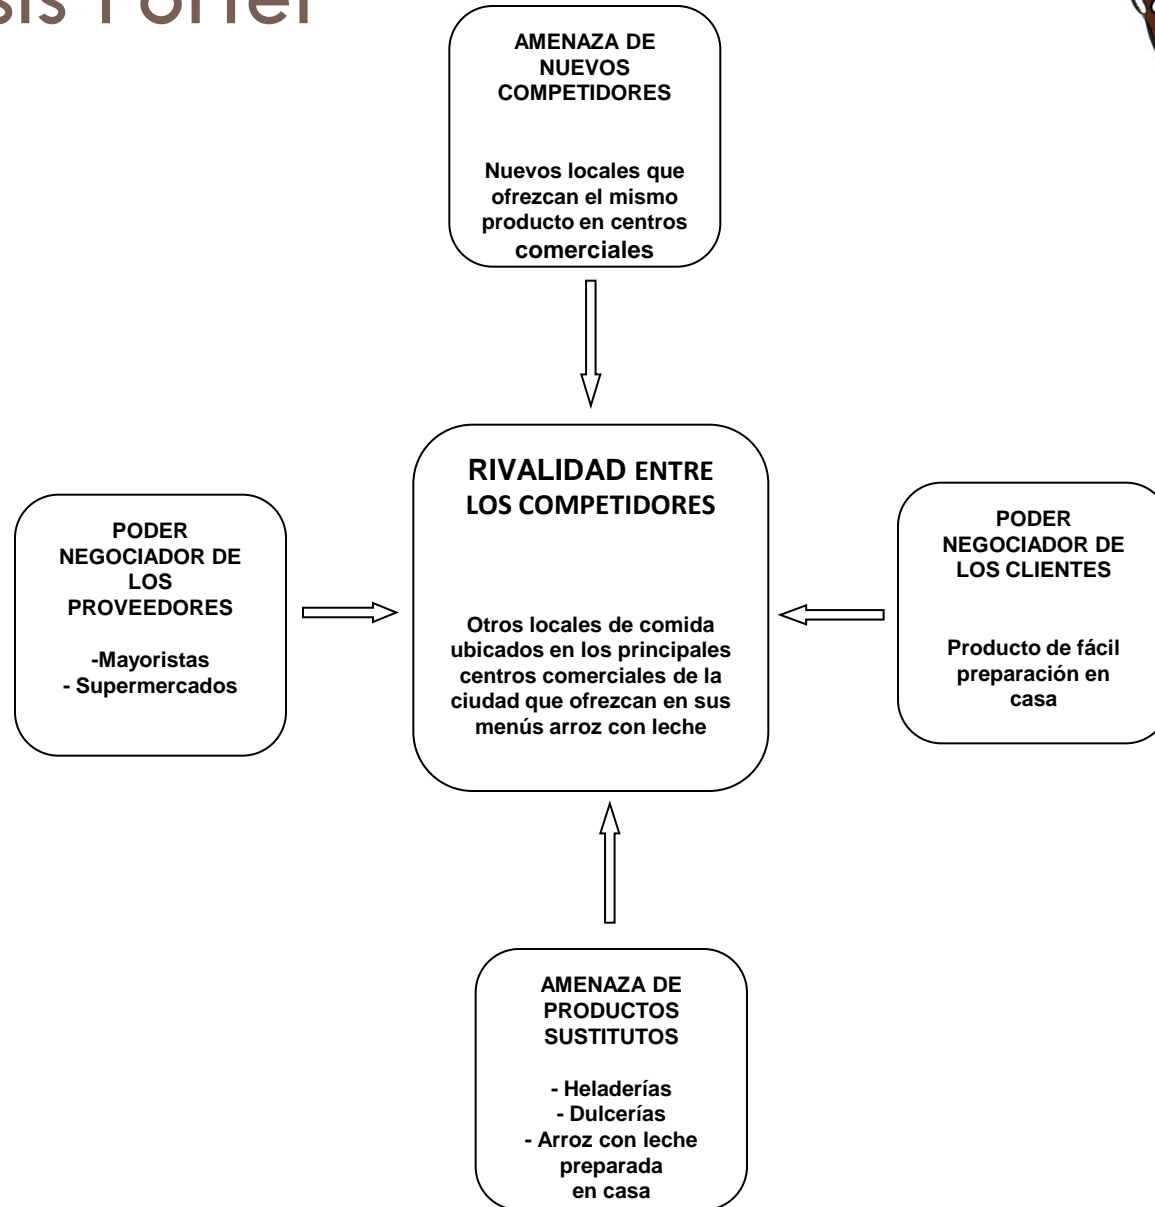 sis Porter
AMENAZA DE
NUEVOS
COMPETIDORES
Nuevos locales que
ofrezcan el mismo
producto en centros
comerciales
RIVALIDAD ENTRE
LOS COMPETIDORES
Otros locales de comida
ubicados en los principales
centros comerciales de la
ciudad que ofrezcan en sus
menús arroz con leche
PODER
NEGOCIADOR DE
LOS
PROVEEDORES
-Mayoristas
- Supermercados
PODER
NEGOCIADOR DE
LOS CLIENTES
Producto de fácil
preparación en
casa
AMENAZA DE
PRODUCTOS
SUSTITUTOS
- Heladerías
- Dulcerías
- Arroz con leche
preparada
en casa